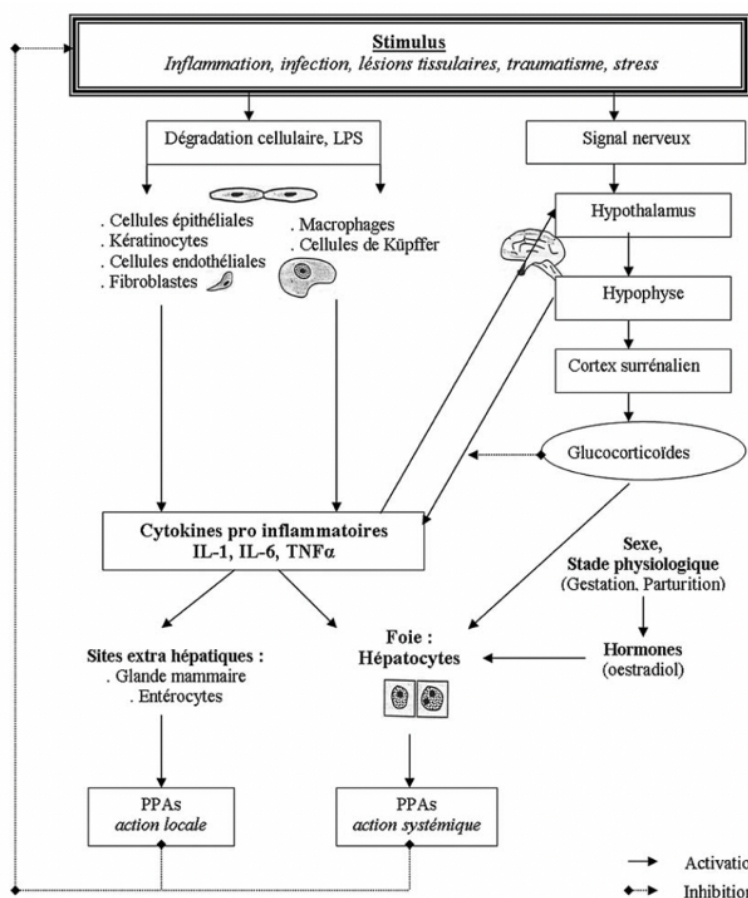 Stimulus
Inflammation, infection, lésions tissulaires, traumatisme, stress
Dégradation cellulaire, LPS
Signal nerveux
. Cellules épithéliales
. Kératinocytes
. Cellules endothéliales
. Fibroblastes
. Macrophages
. Cellules de Küpffer
Hypothalamus
Hypophyse
Cortex surrénalien
Glucocorticoïdes
Cytokines pro inflammatoires
IL-1, IL-6, TNFα
Sexe,
Stade physiologique
(Gestation, Parturition)
Hormones
(oestradiol)
Foie :
Hépatocytes
Sites extra hépatiques :
. Glande mammaire
. Entérocytes
PPAs
action locale
PPAs
action systémique
Activation
Inhibition